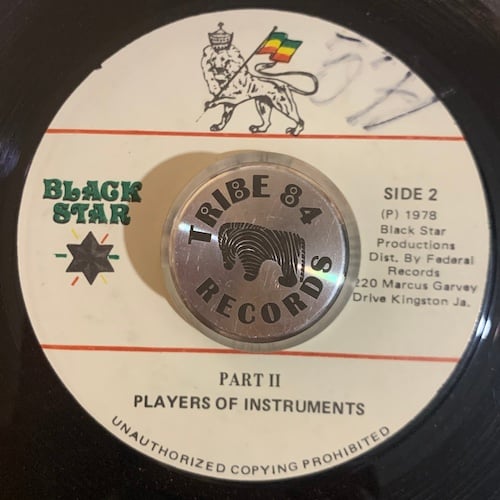 BLACK
STAR
TRIBE 84
RECORDS
SIDE 2
(P) 1978
Black Star
Productions
Dist. By Federal
Records
220 Marcus Garvey
Drive Kingston Ja.
PART II
PLAYERS OF INSTRUMENTS
UNAUTHORIZED COPYING PROHIBITED